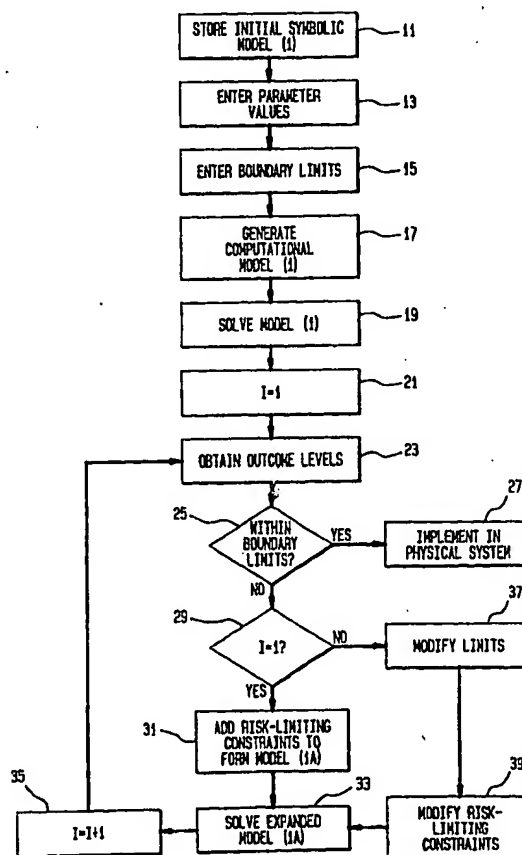 STORE INITIAL SYMBOLIC
MODEL (1)
11
ENTER PARAMETER
VALUES
13
ENTER BOUNDARY LIMITS
15
GENERATE
COMPUTATIONAL
MODEL (1)
17
SOLVE MODEL (1)
19
I=1
21
OBTAIN OUTCOME LEVELS
23
25
WITHIN
BOUNDARY
LIMITS?
YES
IMPLEMENT IN
PHYSICAL SYSTEM
27
NO
29
I=1?
NO
MODIFY LIMITS
37
YES
31
ADD RISK-LIMITING
CONSTRAINTS TO
FORM MODEL (1A)
35
I=I+1
33
SOLVE EXPANDED
MODEL (1A)
39
MODIFY RISK-
LIMITING
CONSTRAINTS